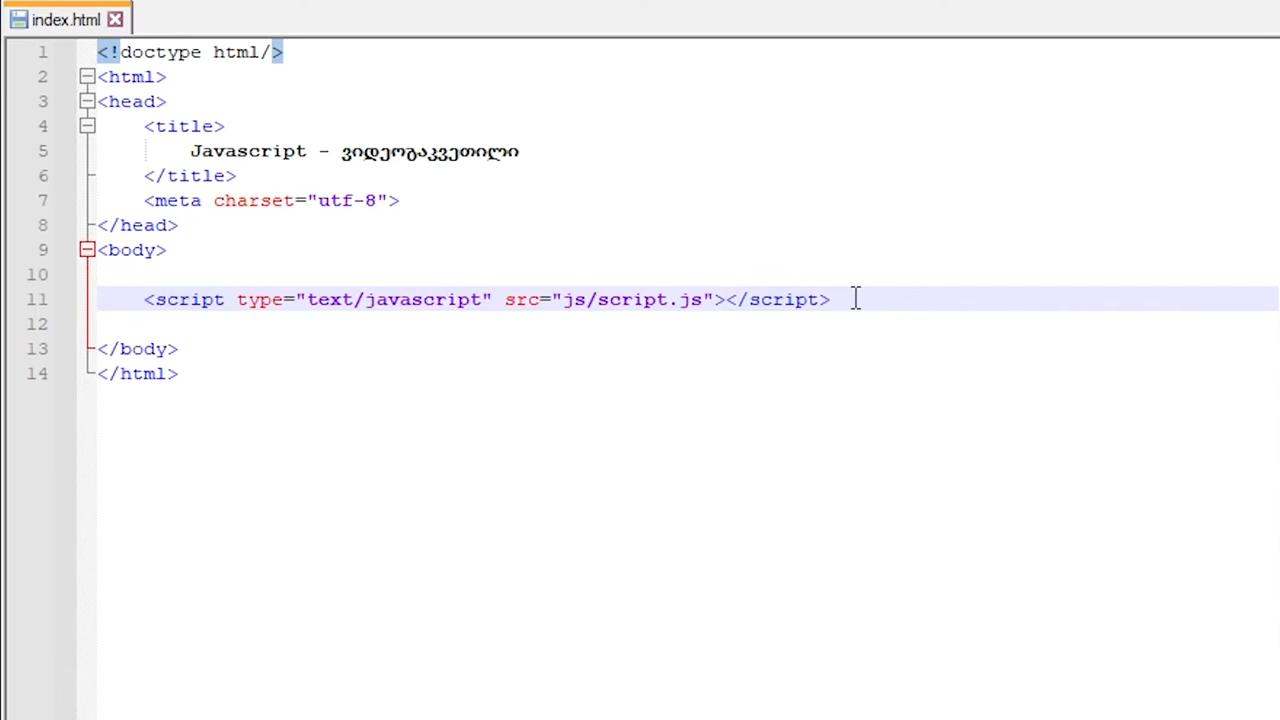 index.html
1 <!doctype html/>
2 <html>
3 <head>
4 <title>
5 Javascript - ვიდეოგაკვეთილი
6 </title>
7 <meta charset="utf-8">
8 </head>
9 <body>
10
11 <script type="text/javascript" src="js/script.js"></script>
12
13 </body>
14 </html>